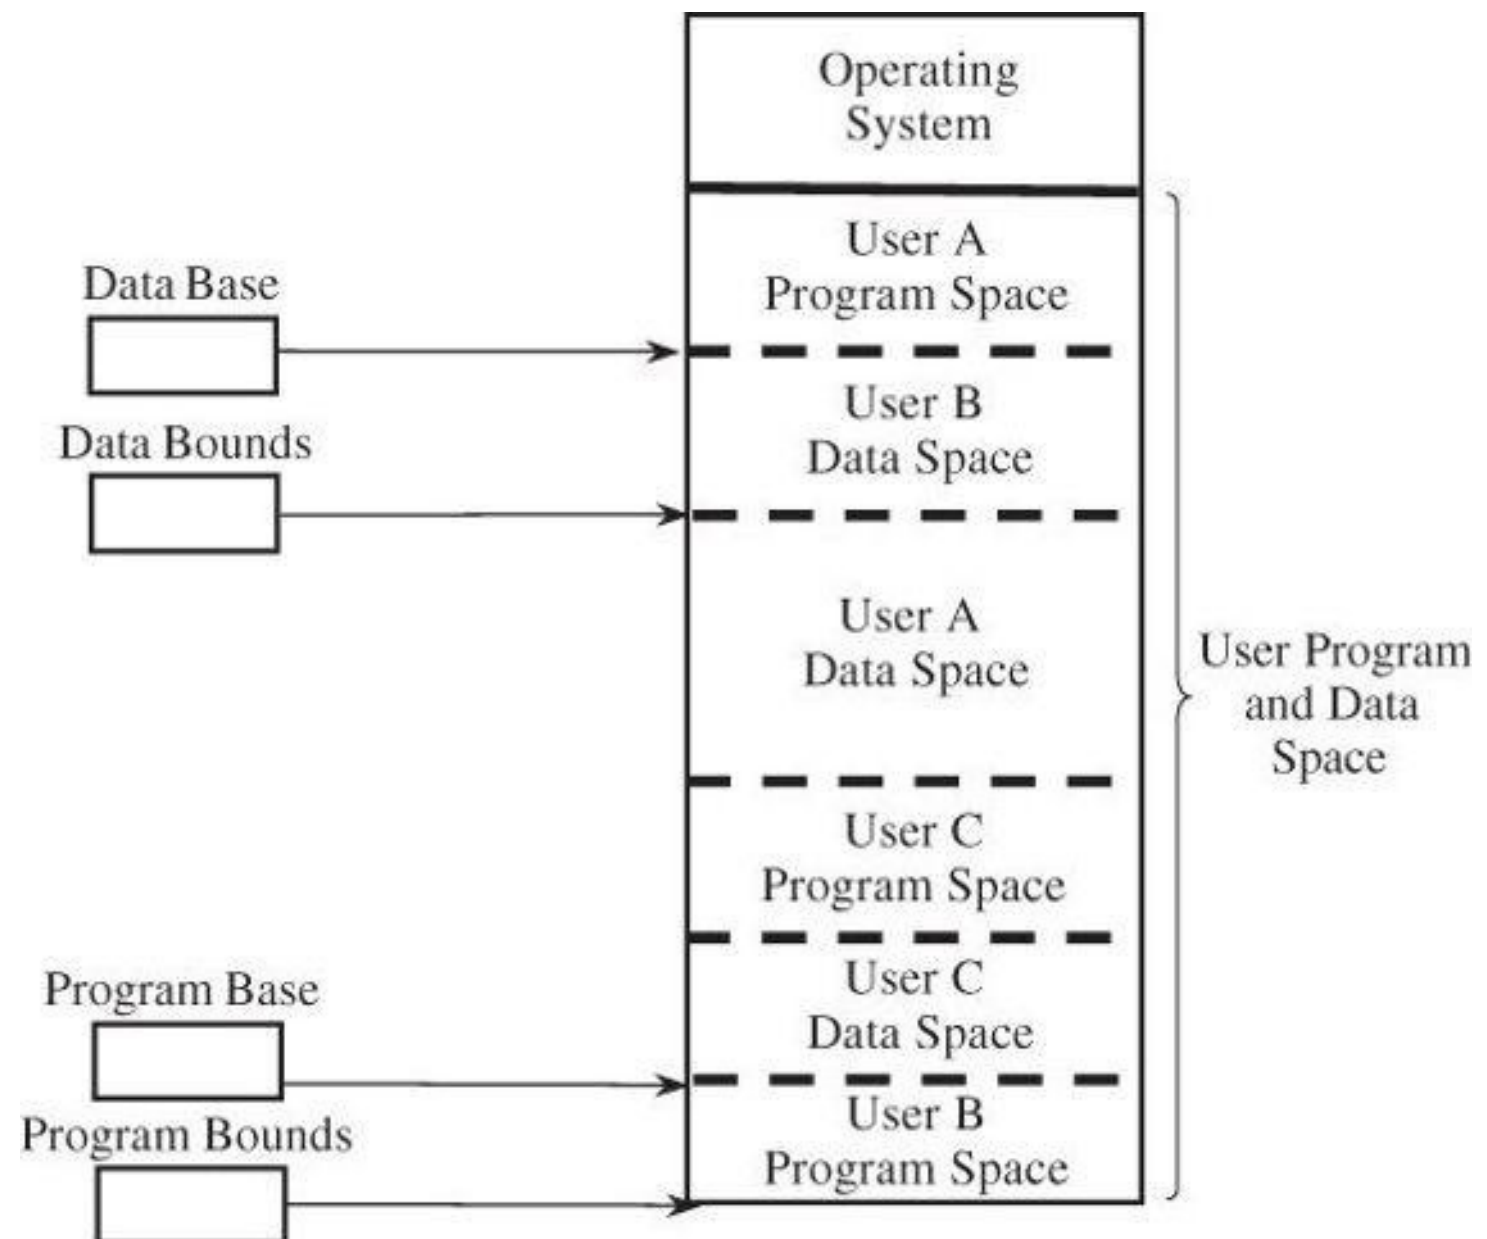 Operating
System
User A
Program Space
Data Base
User B
Data Space
Data Bounds
User A
Data Space
User Program
and Data
Space
User C
Program Space
User C
Data Space
Program Base
User B
Program Space
Program Bounds